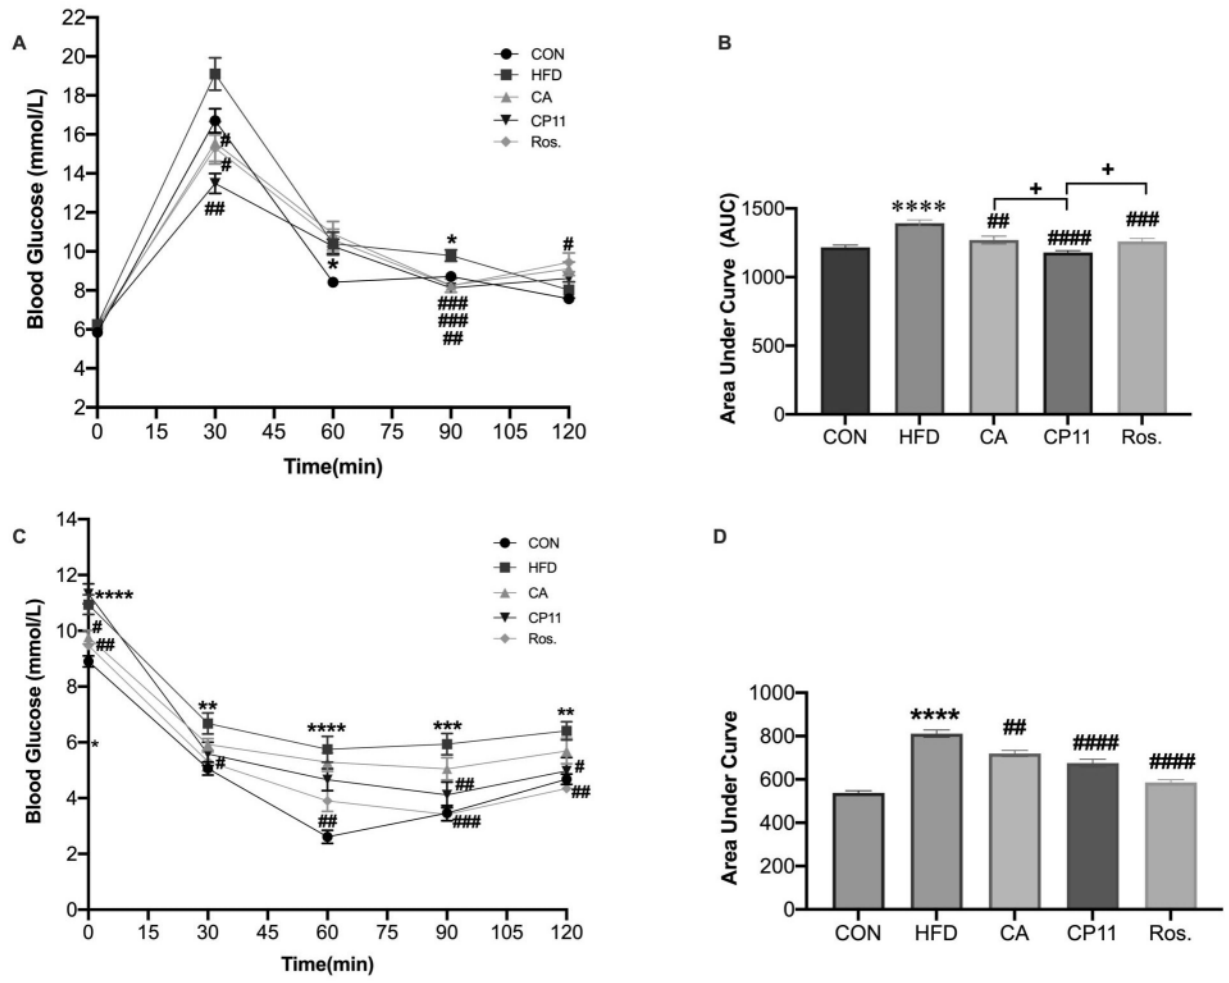 A
B
22
20
18
16
14
12
10
8
6
4
2
Blood Glucose (mmol/L)
CON
HFD
CA
CP11
Ros.
#
#
##
*
*
###
###
##
#
0 15 30 45 60 75 90 105 120
Time(min)
Area Under Curve (AUC)
1500
1000
500
0
****
##
####
###
+
+
CON HFD CA CP11 Ros.
C
D
14
12
10
8
6
4
2
0
Blood Glucose (mmol/L)
CON
HFD
CA
CP11
Ros.
****
#
##
*
**
#
****
##
***
##
###
**
#
##
0 15 30 45 60 75 90 105 120
Time(min)
Area Under Curve
1000
800
600
400
200
0
****
##
####
####
CON HFD CA CP11 Ros.